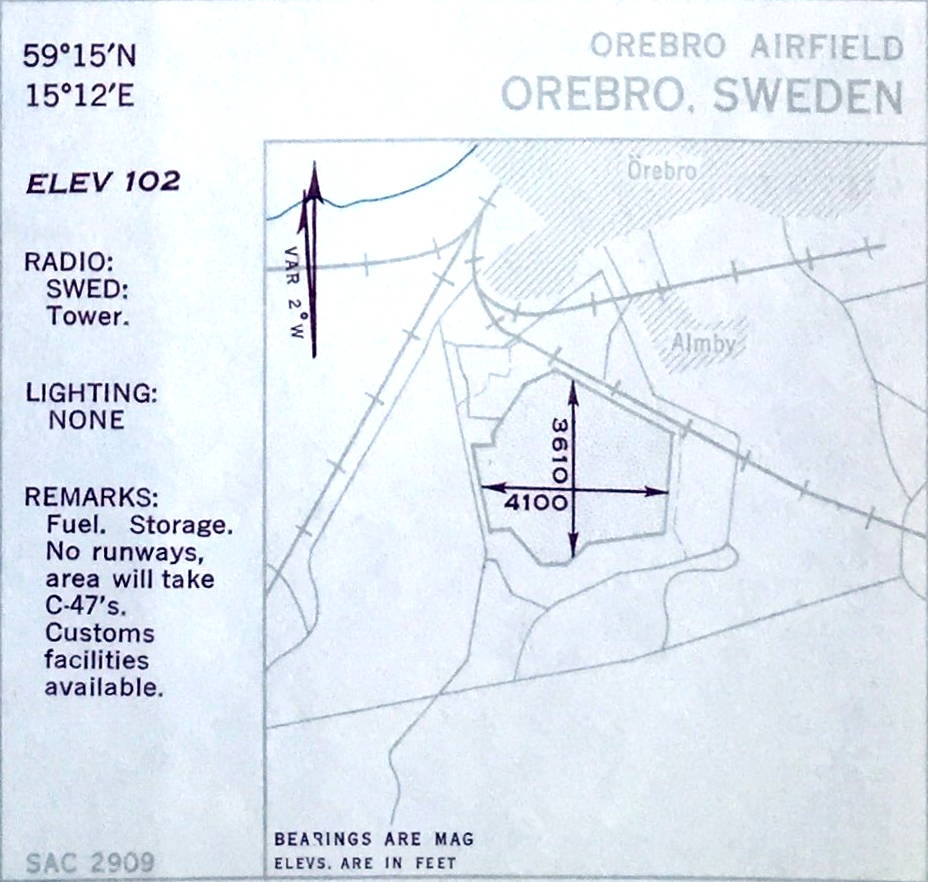 59°15′N
15°12′E
OREBRO AIRFIELD
OREBRO, SWEDEN
ELEV 102
RADIO:
SWED:
Tower.
LIGHTING:
NONE
REMARKS:
Fuel. Storage.
No runways,
area will take
C-47's.
Customs
facilities
available.
SAC 2909
VAR 2°W
Örebro
Almby
3610
4100
BEARINGS ARE MAG
ELEVS. ARE IN FEET